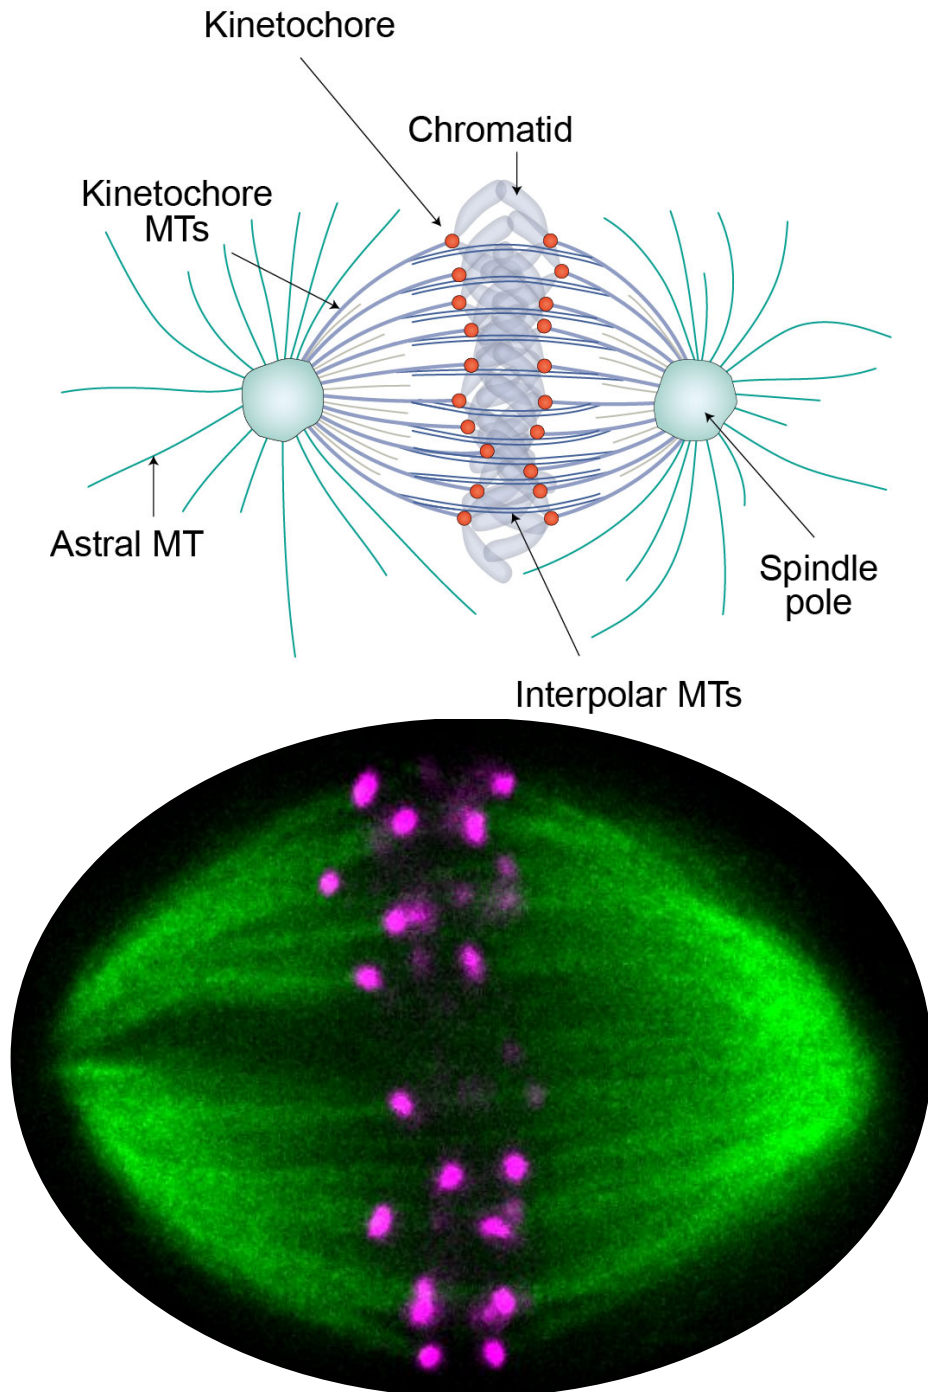 Kinetochore
Chromatid
Kinetochore
MTs
Astral MT
Spindle
pole
Interpolar MTs